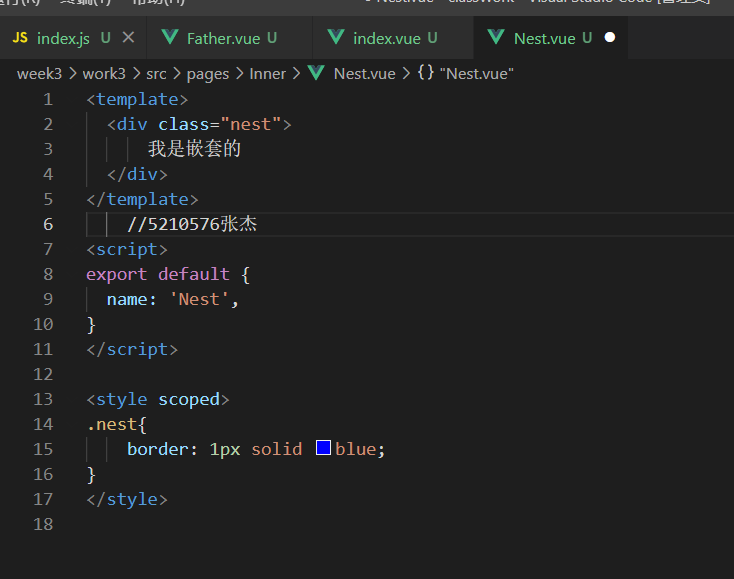 JS index.js U
Father.vue U
index.vue U
Nest.vue U
week3 > work3 > src > pages > Inner > Nest.vue > {} "Nest.vue"
1 <template>
2 <div class="nest">
3 我是嵌套的
4 </div>
5 </template>
6 //5210576张杰
7 <script>
8 export default {
9 name: 'Nest',
10 }
11 </script>
12
13 <style scoped>
14 .nest{
15 border: 1px solid blue;
16 }
17 </style>
18